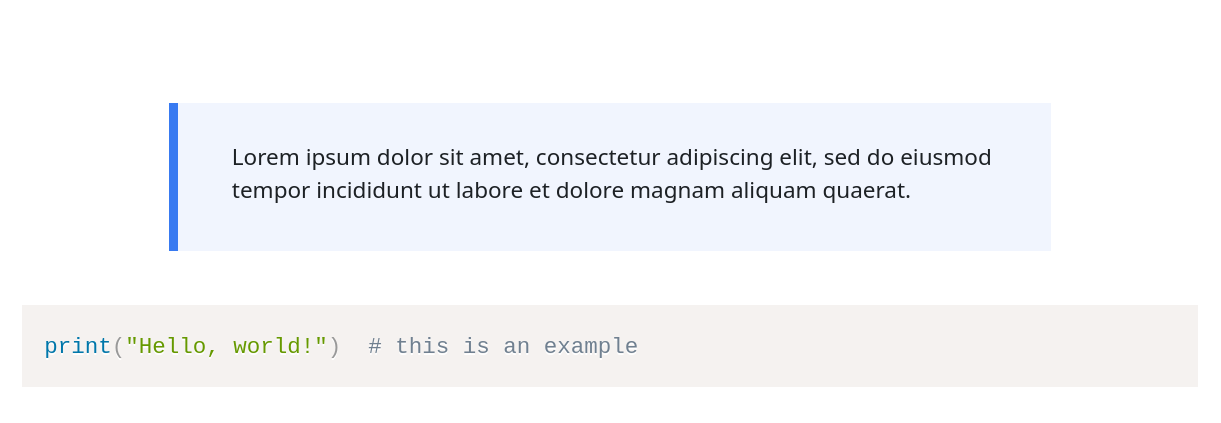 Lorem ipsum dolor sit amet, consectetur adipiscing elit, sed do eiusmod
tempor incididunt ut labore et dolore magnam aliquam quaerat.
print("Hello, world!")  # this is an example